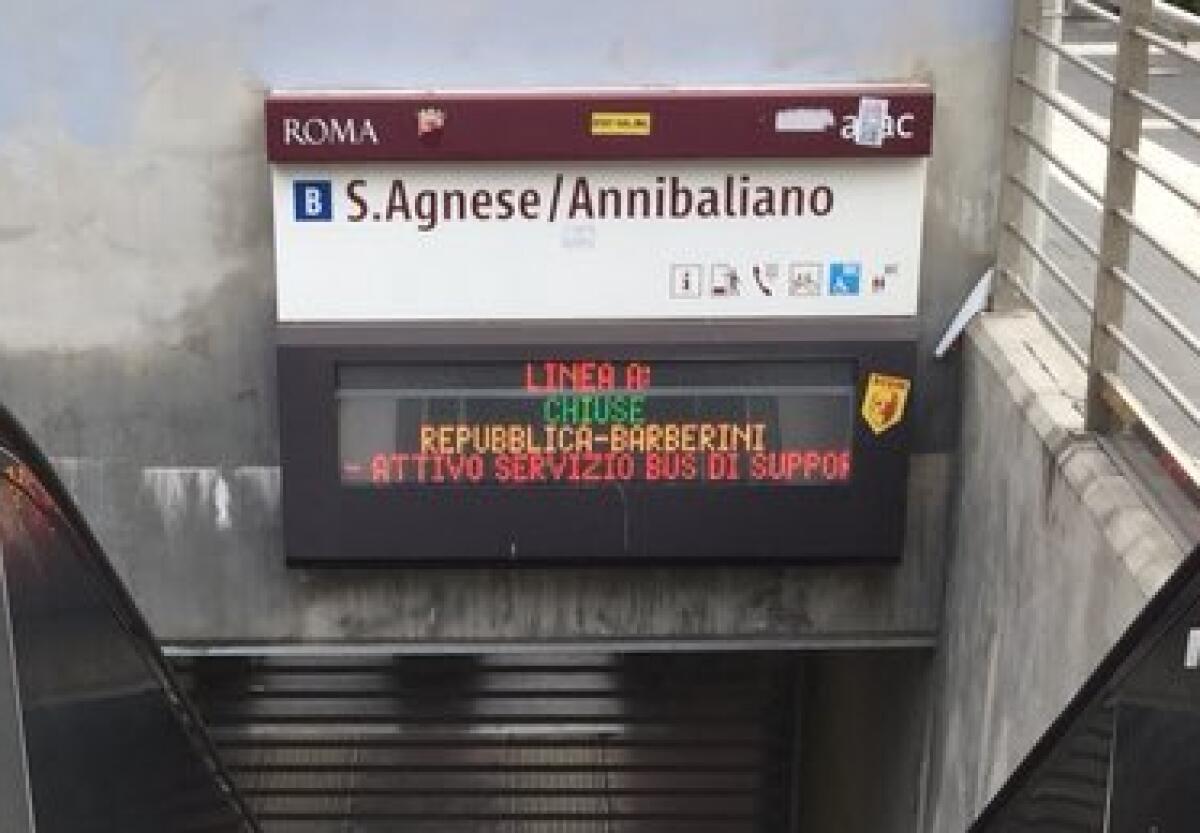 ROMA
B S.Agnese/Annibaliano
i
LINEA A:
CHIUSE
REPUBBLICA-BARBERINI
- ATTIVO SERVIZIO BUS DI SUPPOR